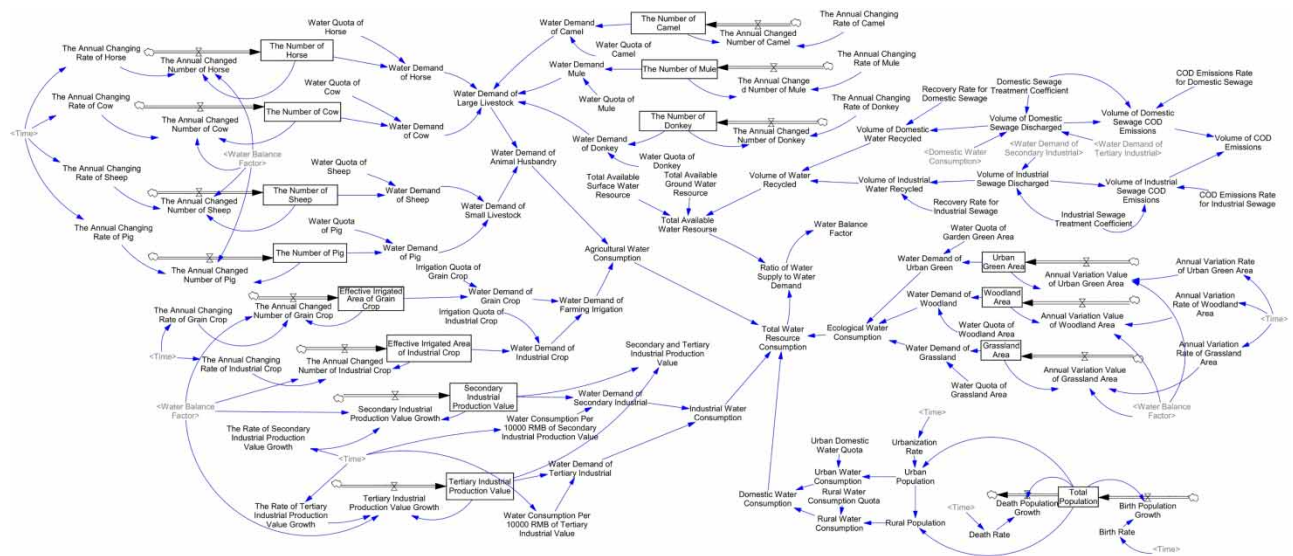 Water Quota of
Horse
The Annual Changing
Rate of Horse
The Annual Changed
Number of Horse
The Number of
Horse
Water Demand
of Horse
The Annual Changing
Rate of Cow
The Annual Changed
Number of Cow
Water Quota of
Cow
The Number of Cow
Water Demand of
Cow
<Time>
<Water Balance
Factor>
The Annual Changing
Rate of Sheep
The Annual Changed
Number of Sheep
Water Quota of
Sheep
The Number of
Sheep
Water Demand
of Sheep
The Annual Changing
Rate of Pig
The Annual Changed
Number of Pig
Water Quota
of Pig
The Number of Pig
Water Demand
of Pig
Water Demand of
Large Livestock
Water Demand of
Animal Husbandry
Water Demand of
Small Livestock
Agricultural Water
Consumption
Water Demand
of Camel
The Number of
Camel
The Annual Changed
Number of Camel
The Annual Changing
Rate of Camel
Water Quota of
Camel
Water Demand
Mule
The Number of Mule
The Annual Change
d Number of Mule
The Annual Changing
Rate of Mule
Water Quota
of Mule
Water Demand
of Donkey
The Number of
Donkey
The Annual Changed
Number of Donkey
The Annual Changing
Rate of Donkey
Water Quota
of Donkey
Total Available
Surface Water
Resource
Total Available
Ground Water
Resource
Total Available
Water Resourse
Volume of Water
Recycled
Volume of Domestic
Water Recycled
Recovery Rate for
Domestic Sewage
Domestic Sewage
Treatment Coefficient
COD Emissions Rate
for Domestic Sewage
Volume of Domestic
Sewage Discharged
Volume of Domestic
Sewage COD
Emissions
Volume of COD
Emissions
<Domestic Water
Consumption>
<Water Demand of
Secondary Industrial>
<Water Demand of
Tertiary Industrial>
Volume of Industrial
Water Recycled
Recovery Rate
for Industrial Sewage
Volume of Industrial
Sewage Discharged
Industrial Sewage
Treatment Coefficient
Volume of Industrial
Sewage COD
Emissions
COD Emissions Rate
for Industrial Sewage
Water Balance
Factor
Ratio of Water
Supply to Water
Demand
Total Water
Resource
Consumption
Ecological Water
Consumption
Water Quota of
Garden Green Area
Water Demand of
Urban Green
Urban
Green Area
Annual Variation Value
of Urban Green Area
Annual Variation Rate
of Urban Green Area
Water Demand of
Woodland
Woodland
Area
Annual Variation Value
of Woodland Area
Annual Variation
Rate of Woodland
Area
<Time>
Water Quota of
Woodland Area
Water Demand
of Grassland
Grassland
Area
Annual Variation Value
of Grassland Area
Annual Variation
Rate of Grassland
Area
Water Quota of
Grassland Area
<Water Balance
Factor>
Irrigation Quota of
Grain Crop
The Annual Changing
Rate of Grain Crop
The Annual Changed
Number of Grain Crop
Effective Irrigated
Area of Grain
Crop
Water Demand of
Grain Crop
Irrigation Quota
of Industrial Crop
Water Demand of
Farming Irrigation
<Time>
The Annual Changing
Rate of Industrial Crop
The Annual Changed
Number of Industrial Crop
Effective Irrigated Area
of Industrial Crop
Water Demand
of Industrial Crop
Secondary and Tertiary
Industrial Production
Value
<Water Balance
Factor>
Secondary Industrial
Production Value Growth
Secondary
Industrial
Production Value
Water Demand of
Secondary Industrial
Industrial Water
Consumption
The Rate of Secondary
Industrial Production
Value Growth
Water Consumption Per
10000 RMB of Secondary
Industrial Production Value
<Time>
The Rate of Tertiary
Industrial Production
Value Growth
Tertiary Industrial
Production Value Growth
Tertiary Industrial
Production Value
Water Demand of
Tertiary Industrial
Water Consumption Per
10000 RMB of Tertiary
Industrial Value
<Time>
Urbanization
Rate
Urban Domestic
Water Quota
Urban Water
Consumption
Urban
Population
Domestic Water
Consumption
Rural Water
Consumption Quota
Rural Water
Consumption
Rural Population
<Time>
Death Rate
Death Population
Growth
Total
Population
Birth Population
Growth
Birth Rate
<Time>